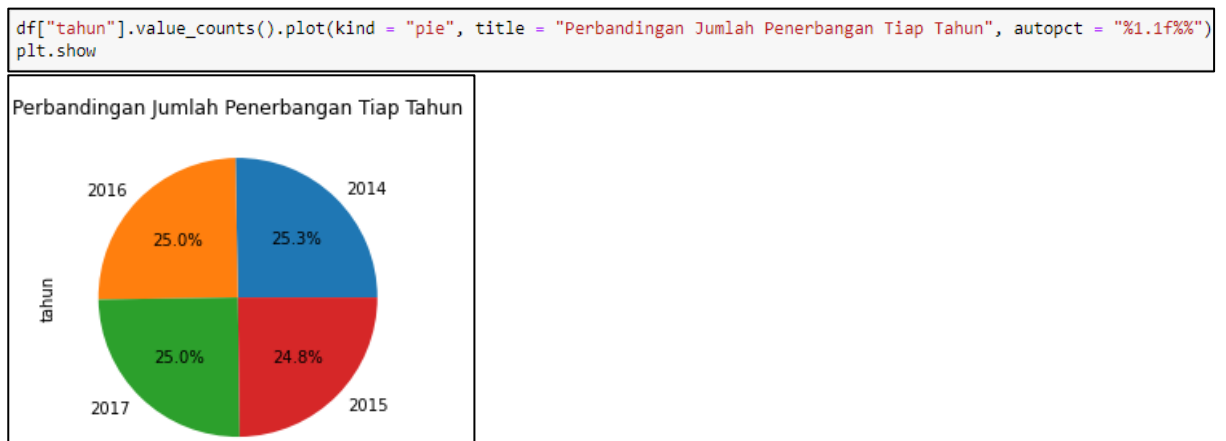 df["tahun"].value_counts().plot(kind = "pie", title = "Perbandingan Jumlah Penerbangan Tiap Tahun", autopct = "%1.1f%%")
plt.show
Perbandingan Jumlah Penerbangan Tiap Tahun
2016
2014
25.0%
25.3%
tahun
25.0%
24.8%
2017
2015